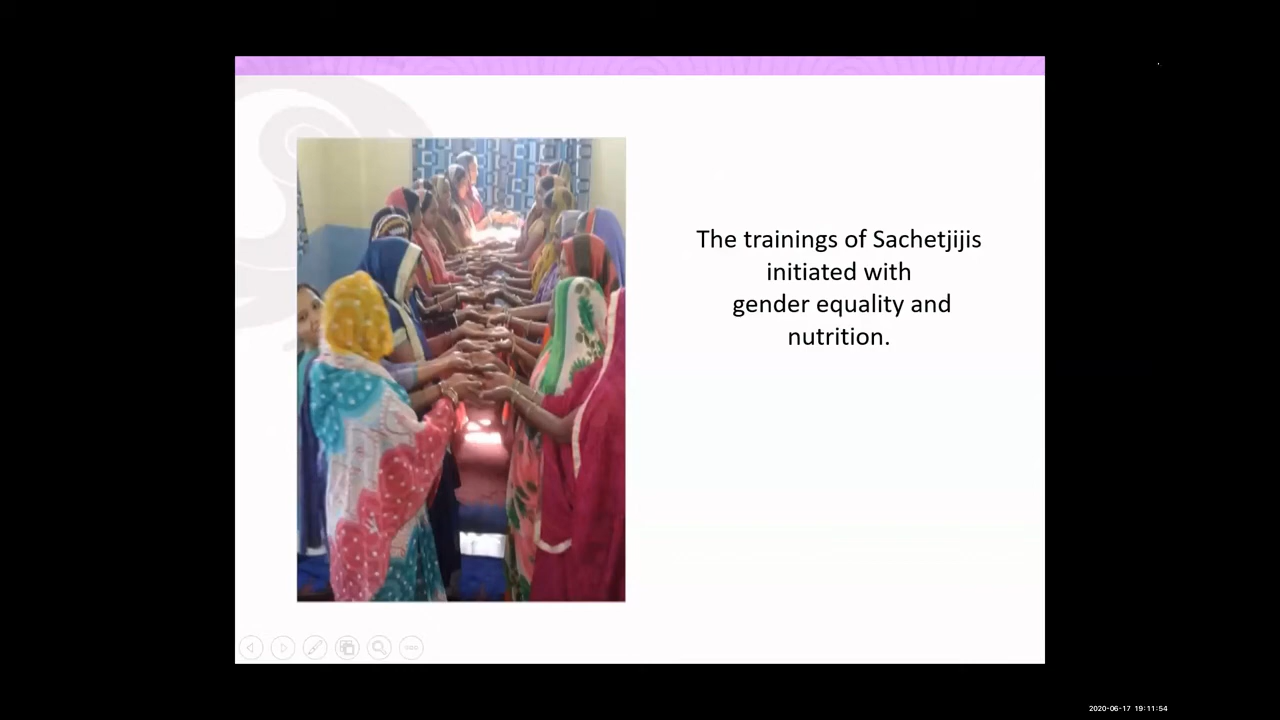 The trainings of Sachetjijis
initiated with
gender equality and
nutrition.
2020-06-17 19:11:54